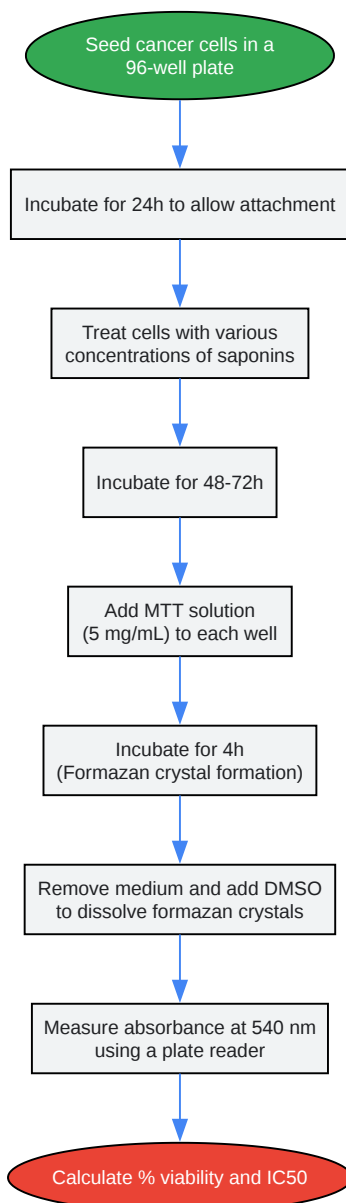 Seed cancer cells in a
96-well plate
Incubate for 24h to allow attachment
Treat cells with various
concentrations of saponins
Incubate for 48-72h
Add MTT solution
(5 mg/mL) to each well
Incubate for 4h
(Formazan crystal formation)
Remove medium and add DMSO
to dissolve formazan crystals
Measure absorbance at 540 nm
using a plate reader
Calculate % viability and IC50